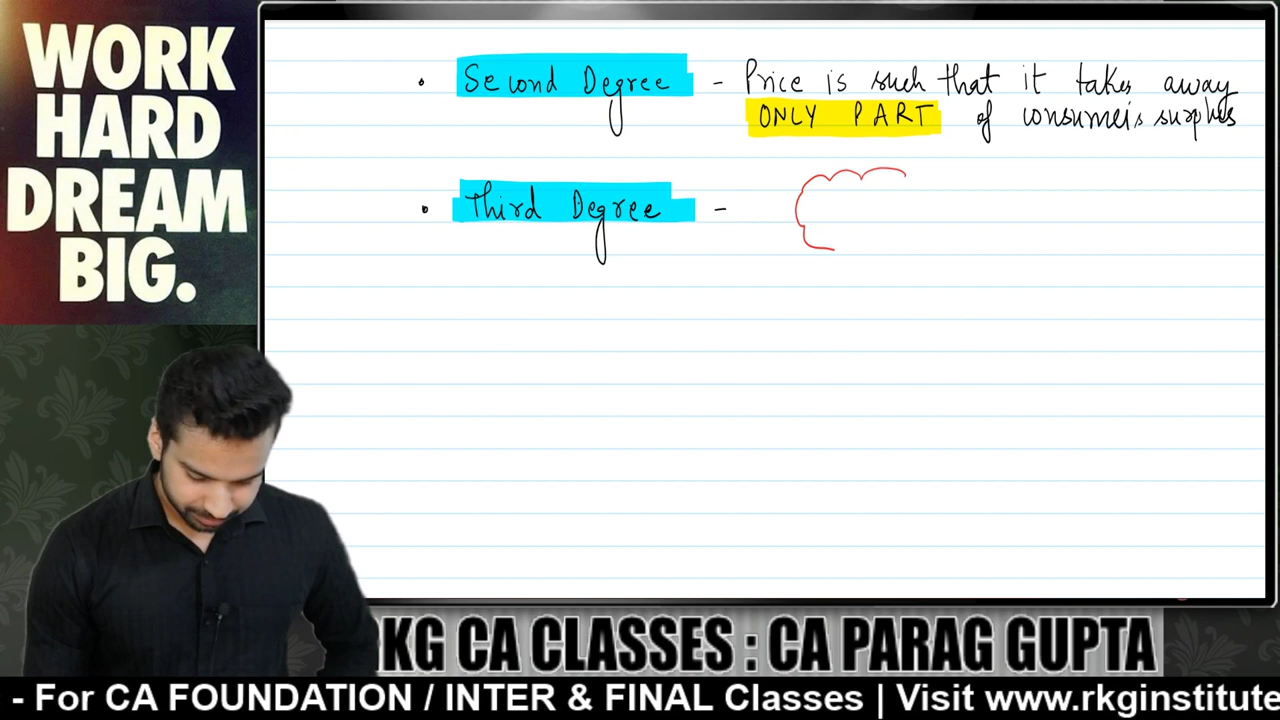 WORK
HARD
DREAM
BIG.
• Second Degree - Price is such that it takes away
ONLY PART of consumer's surplus
• Third Degree -
RKG CA CLASSES : CA PARAG GUPTA
- For CA FOUNDATION / INTER & FINAL Classes | Visit www.rkginstitute